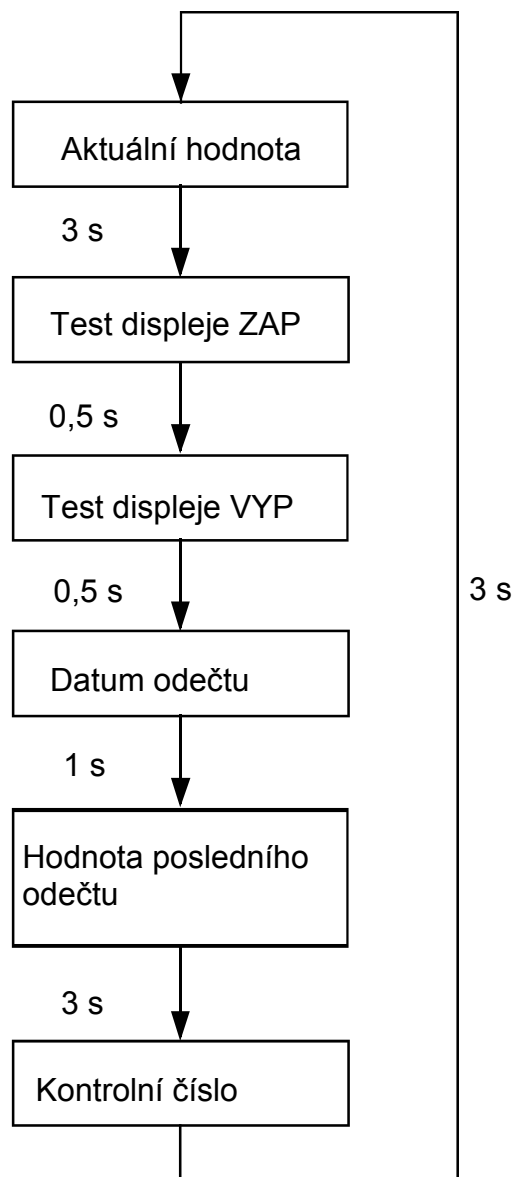 Aktuální hodnota
3 s
Test displeje ZAP
0,5 s
Test displeje VYP
0,5 s
3 s
Datum odečtu
1 s
Hodnota posledního
odečtu
3 s
Kontrolní číslo